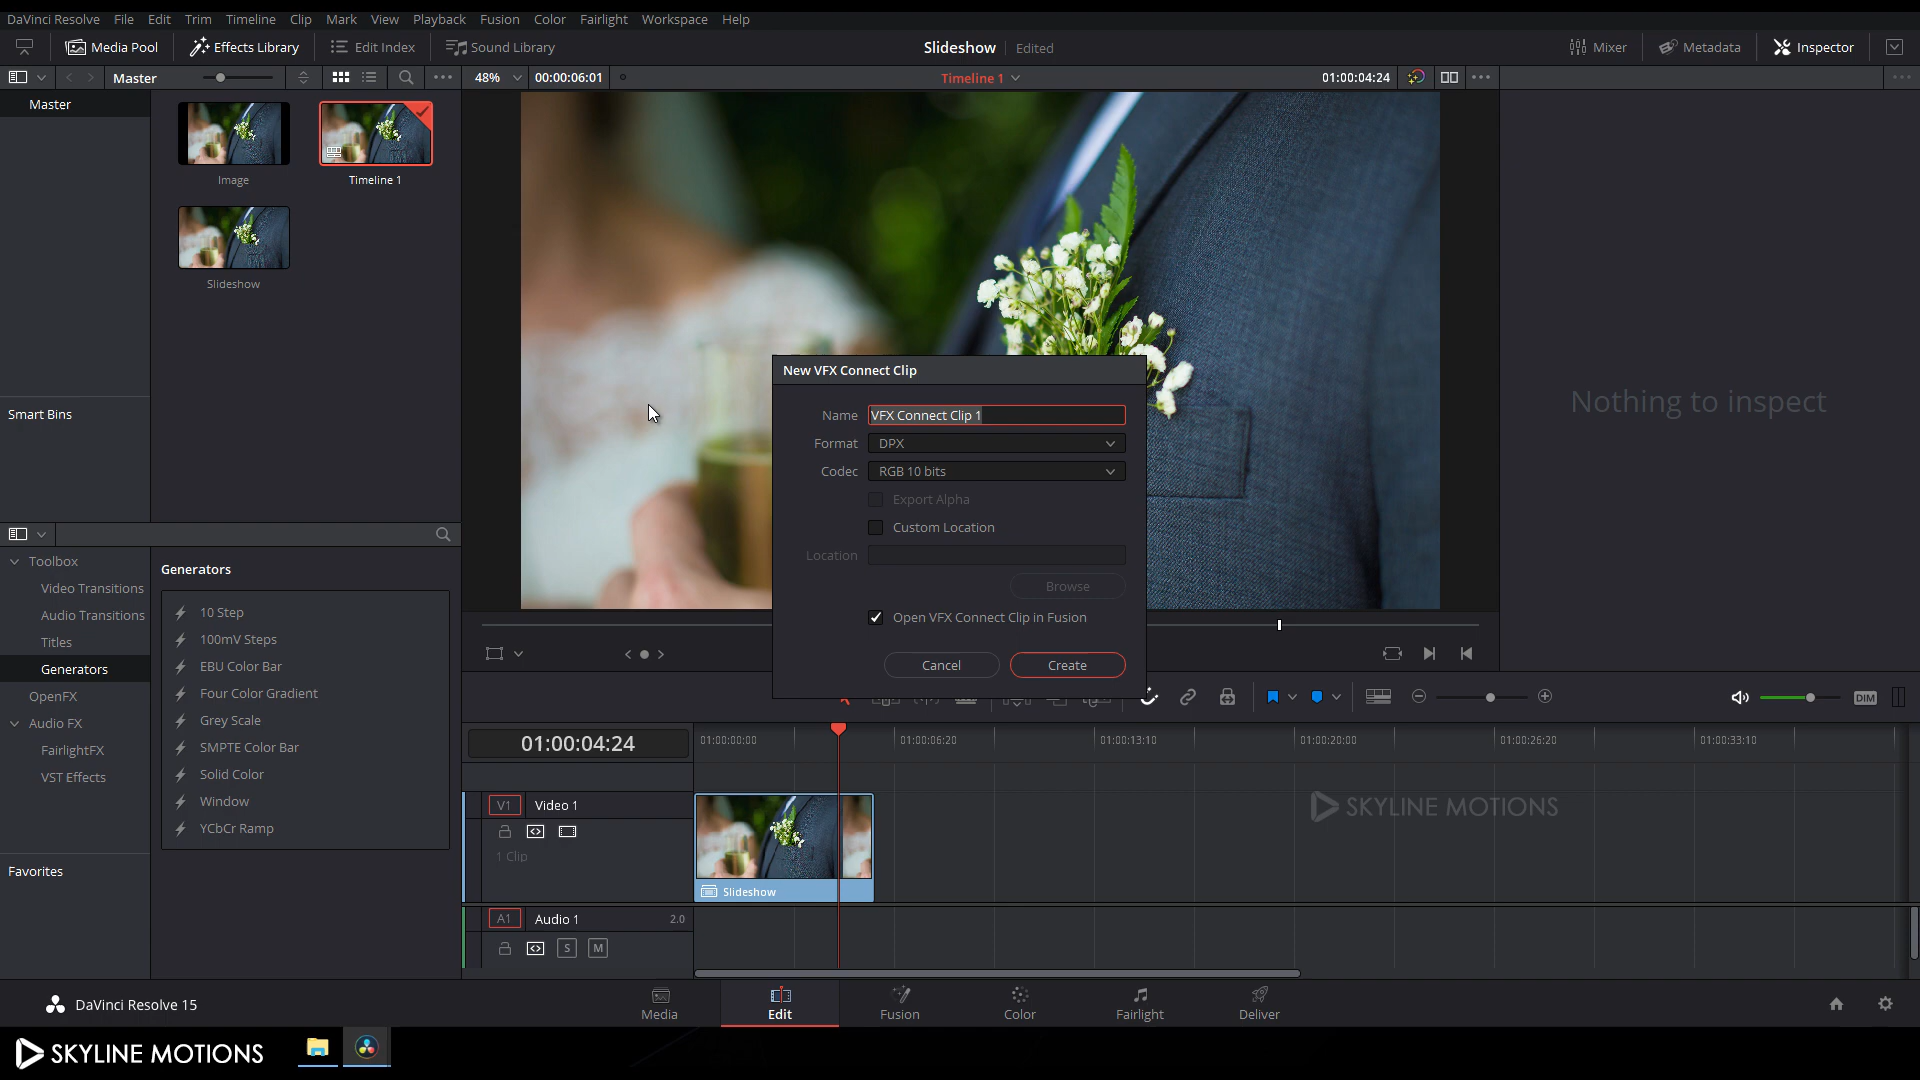 DaVinci Resolve File Edit Trim Timeline Clip Mark View Playback Fusion Color Fairlight Workspace Help
Media Pool Effects Library Edit Index Sound Library Slideshow Edited Mixer Metadata Inspector
Master 48% 00:00:06:01 Timeline 1 01:00:04:24
Master
Image Timeline 1
Slideshow
Smart Bins
Nothing to inspect
New VFX Connect Clip
Name VFX Connect Clip 1
Format DPX
Codec RGB 10 bits
Export Alpha
Custom Location
Location
Browse
Open VFX Connect Clip in Fusion
Cancel Create
Toolbox
Video Transitions
Audio Transitions
Titles
Generators
OpenFX
Audio FX
FairlightFX
VST Effects
Favorites
Generators
10 Step
100mV Steps
EBU Color Bar
Four Color Gradient
Grey Scale
SMPTE Color Bar
Solid Color
Window
YCbCr Ramp
DIM
01:00:04:24 01:00:00:00 01:00:06:20 01:00:13:10 01:00:20:00 01:00:26:20 01:00:33:10
V1 Video 1
1 Clip
Slideshow
SKYLINE MOTIONS
A1 Audio 1 2.0
S M
DaVinci Resolve 15 Media Edit Fusion Color Fairlight Deliver
SKYLINE MOTIONS